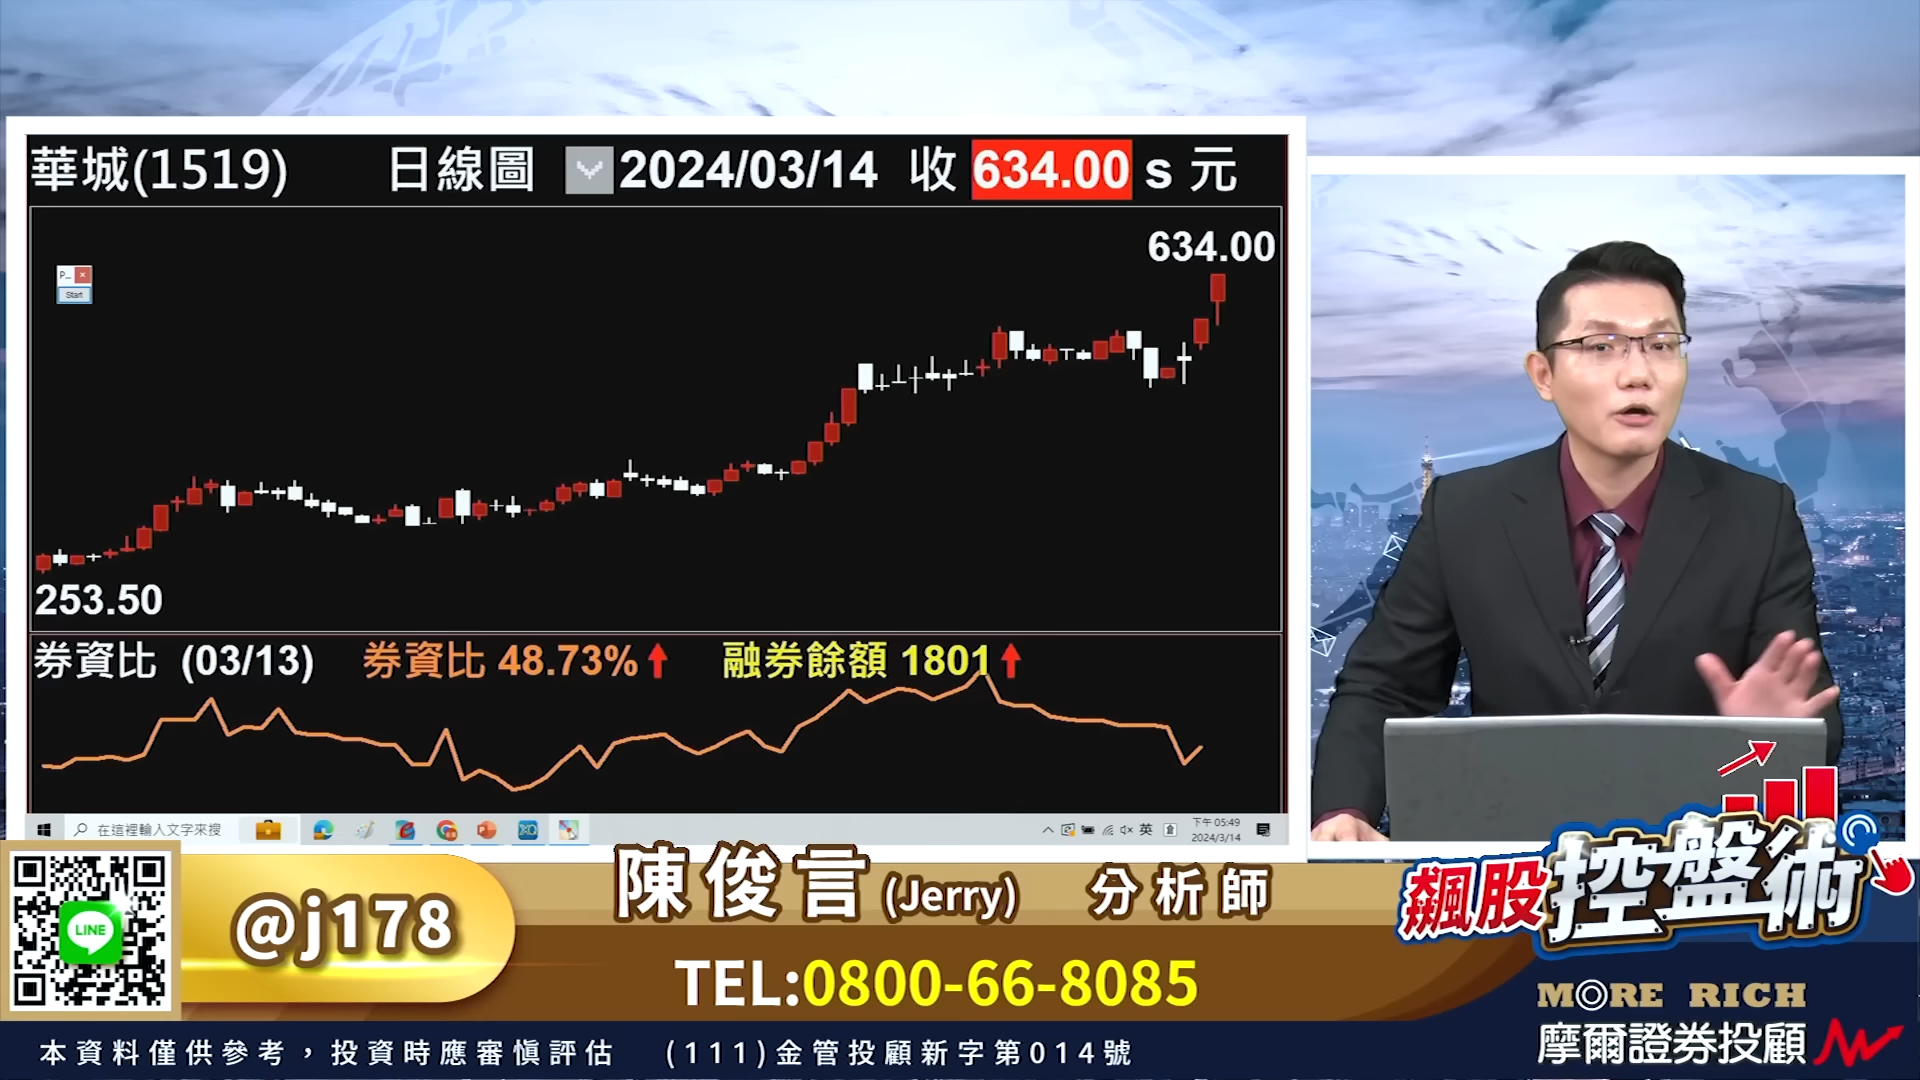 華城(1519) 日線圖 2024/03/14 收 634.00 s 元
634.00
P...
Start
253.50
券資比 (03/13) 券資比 48.73% 融券餘額 1801
在這裡輸入文字來搜
英
下午 05:49
2024/3/14
LINE
@j178
陳俊言 (Jerry) 分析師
TEL:0800-66-8085
飆股控盤術
MORE RICH
摩爾證券投顧
本資料僅供參考，投資時應審慎評估 (111)金管投顧新字第014號